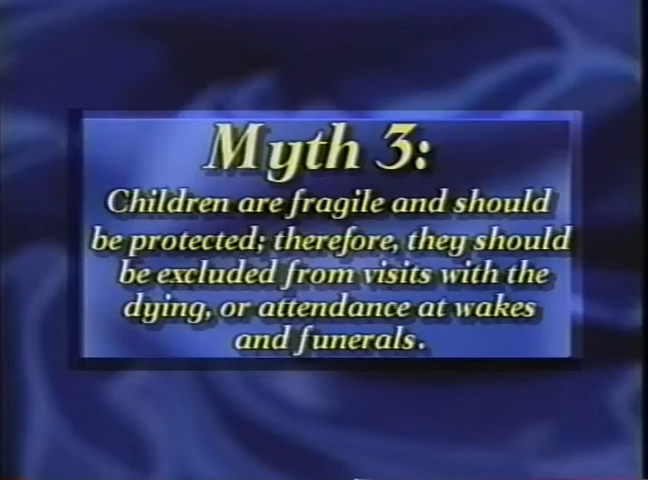 Myth 3:
Children are fragile and should
be protected; therefore, they should
be excluded from visits with the
dying, or attendance at wakes
and funerals.